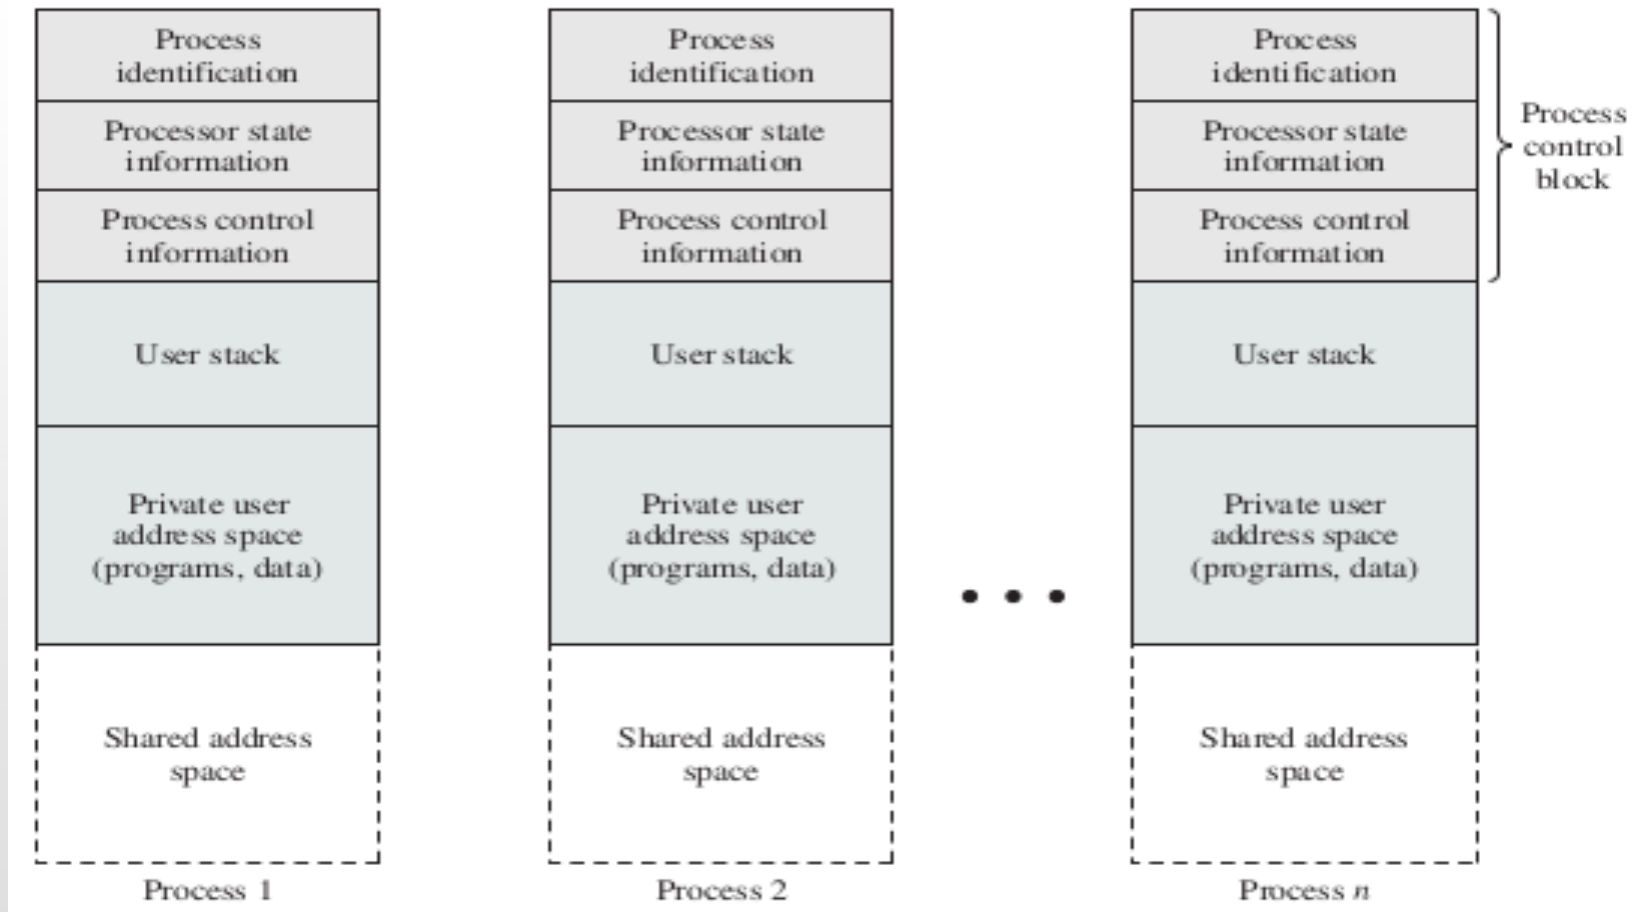 Process
identification
Processor state
information
Process control
information
User stack
Private user
address space
(programs, data)
Shared address
space
Process 1
Process
identification
Processor state
information
Process control
information
User stack
Private user
address space
(programs, data)
Shared address
space
Process 2
• • •
Process
identification
Processor state
information
Process control
information
User stack
Private user
address space
(programs, data)
Shared address
space
Process n
Process
control
block